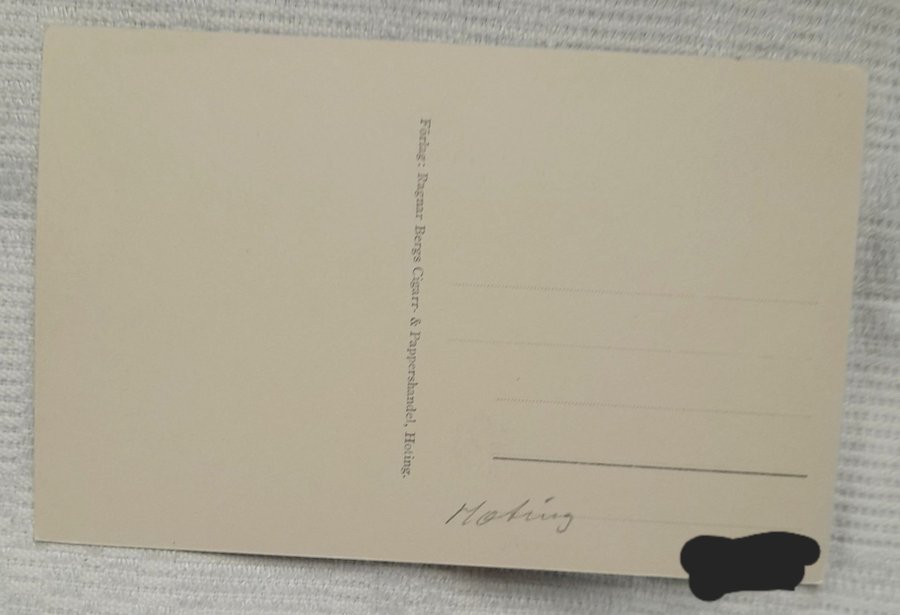 Förlag: Ragnar Bergs Cigarr- & Pappershandel, Hoting.
Hoting